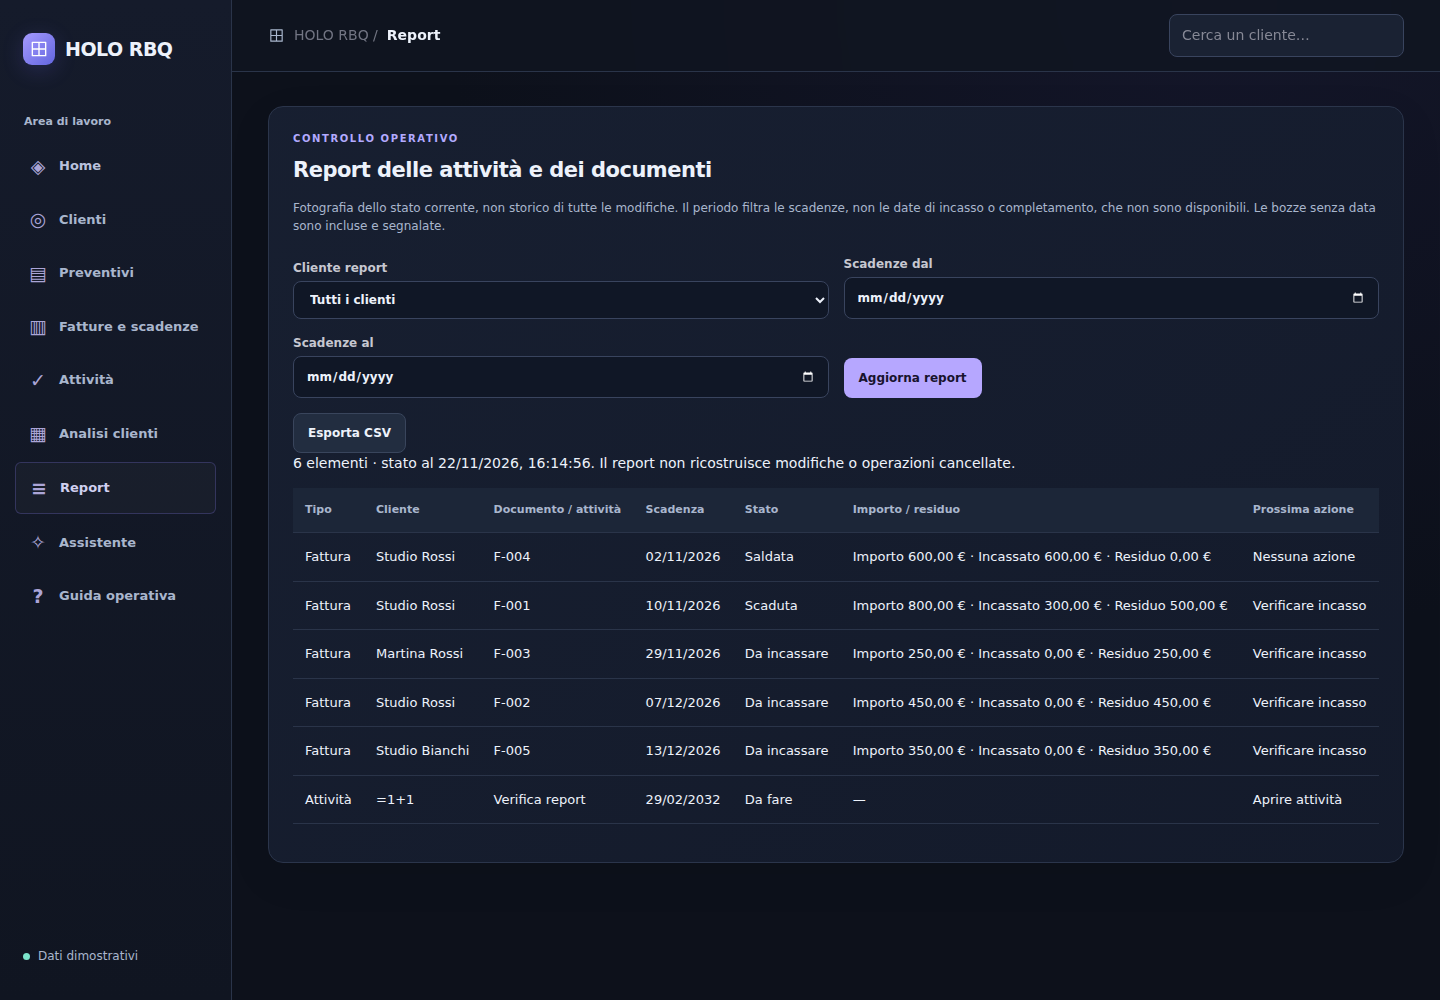 HOLO RBQ
Area di lavoro
Home
Clienti
Preventivi
Fatture e scadenze
Attività
Analisi clienti
Report
Assistente
? Guida operativa
Dati dimostrativi
HOLO RBQ / Report
Cerca un cliente...
CONTROLLO OPERATIVO
Report delle attività e dei documenti
Fotografia dello stato corrente, non storico di tutte le modifiche. Il periodo filtra le scadenze, non le date di incasso o completamento, che non sono disponibili. Le bozze senza data
sono incluse e segnalate.
Cliente report
Tutti i clienti
Scadenze dal
mm/dd/yyyy
Scadenze al
mm/dd/yyyy
Aggiorna report
Esporta CSV
6 elementi · stato al 22/11/2026, 16:14:56. Il report non ricostruisce modifiche o operazioni cancellate.
Tipo Cliente Documento / attività Scadenza Stato Importo / residuo Prossima azione
Fattura Studio Rossi F-004 02/11/2026 Saldata Importo 600,00 € · Incassato 600,00 € · Residuo 0,00 € Nessuna azione
Fattura Studio Rossi F-001 10/11/2026 Scaduta Importo 800,00 € · Incassato 300,00 € · Residuo 500,00 € Verificare incasso
Fattura Martina Rossi F-003 29/11/2026 Da incassare Importo 250,00 € · Incassato 0,00 € · Residuo 250,00 € Verificare incasso
Fattura Studio Rossi F-002 07/12/2026 Da incassare Importo 450,00 € · Incassato 0,00 € · Residuo 450,00 € Verificare incasso
Fattura Studio Bianchi F-005 13/12/2026 Da incassare Importo 350,00 € · Incassato 0,00 € · Residuo 350,00 € Verificare incasso
Attività =1+1 Verifica report 29/02/2032 Da fare — Aprire attività